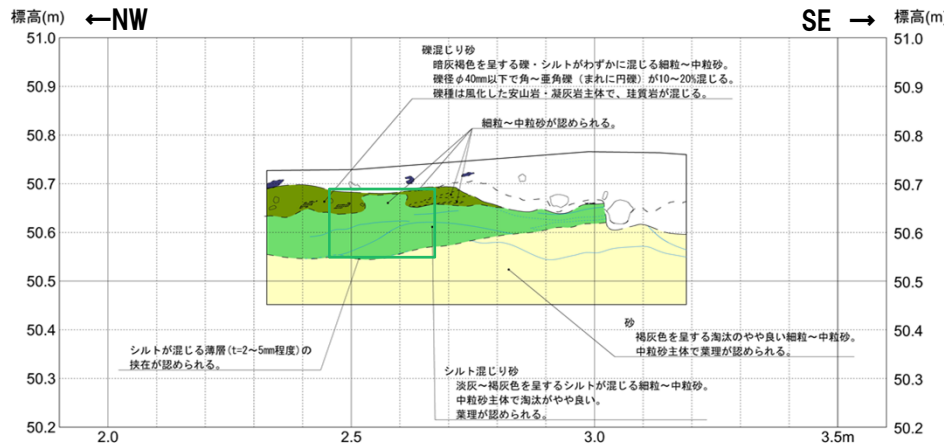 標高(m)
←NW
SE →
標高(m)
51.0
50.9
50.8
50.7
50.6
50.5
50.4
50.3
50.2
51.0
50.9
50.8
50.7
50.6
50.5
50.4
50.3
50.2
2.0
2.5
3.0
3.5m
礫混じり砂
暗灰褐色を呈する礫・シルトがわずかに混じる細粒～中粒砂。
礫径φ40mm以下で角～亜角礫（まれに円礫）が10～20%混じる。
礫種は風化した安山岩・凝灰岩主体で、珪質岩が混じる。
細粒～中粒砂が認められる。
シルトが混じる薄層(t=2～5mm程度)の
挟在が認められる。
シルト混じり砂
淡灰～褐灰色を呈するシルトが混じる細粒～中粒砂。
中粒砂主体で淘汰がやや良い。
葉理が認められる。
砂
褐灰色を呈する淘汰のやや良い細粒～中粒砂。
中粒砂主体で葉理が認められる。